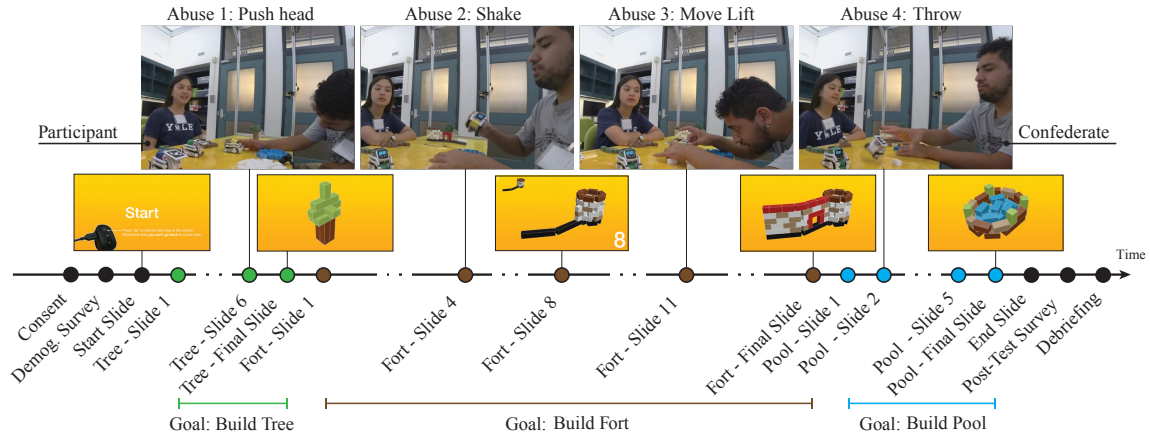 Abuse 1: Push head
Abuse 2: Shake
Abuse 3: Move Lift
Abuse 4: Throw
Participant
Confederate
YALE
Start
8
Time
Consent
Demog. Survey
Start Slide
Tree - Slide 1
Tree - Slide 6
Tree - Final Slide
Fort - Slide 1
Fort - Slide 4
Fort - Slide 8
Fort - Slide 11
Fort - Final Slide
Pool - Slide 1
Pool - Slide 2
Pool - Slide 5
Pool - Final Slide
End Slide
Post-Test Survey
Debriefing
Goal: Build Tree
Goal: Build Fort
Goal: Build Pool